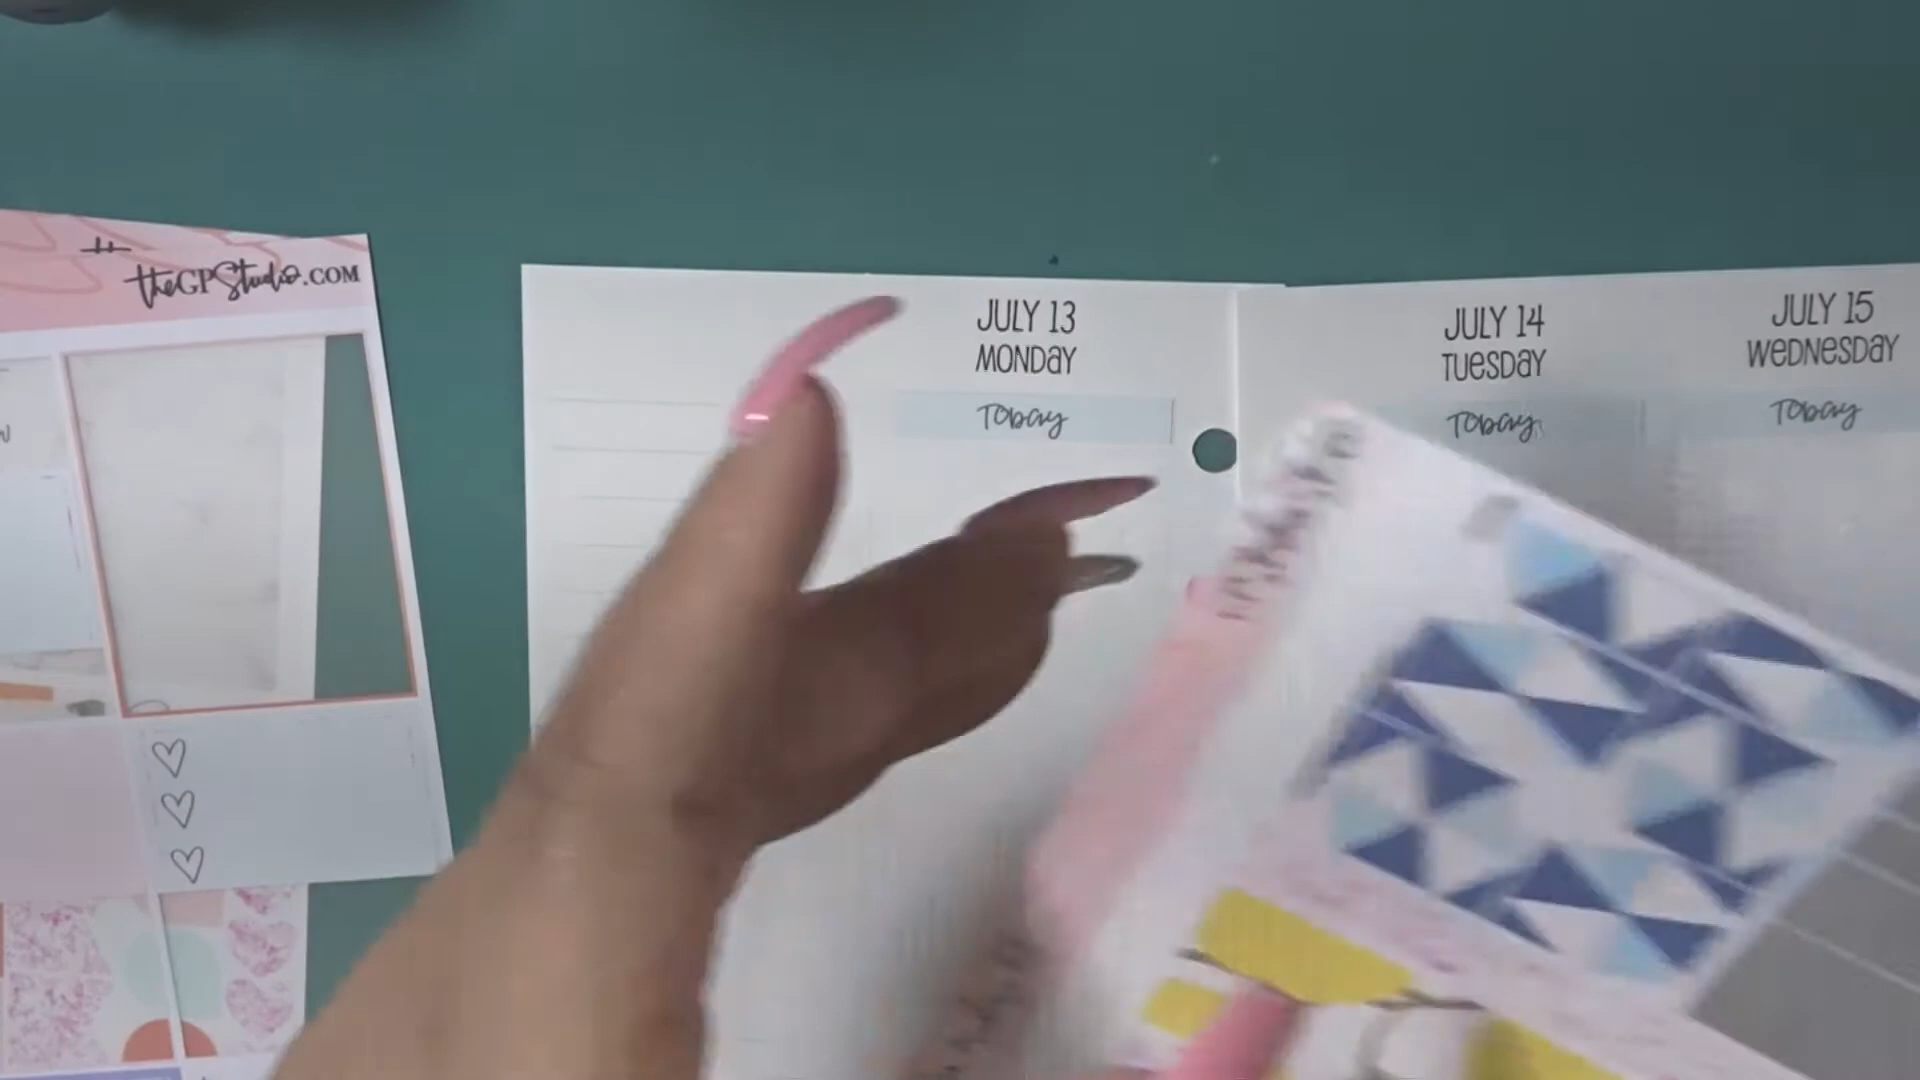 theGPStudio.COM
JULY 13
MONDAY
TODAY
JULY 14
TUESDAY
TODAY
JULY 15
WEDNESDAY
TODAY